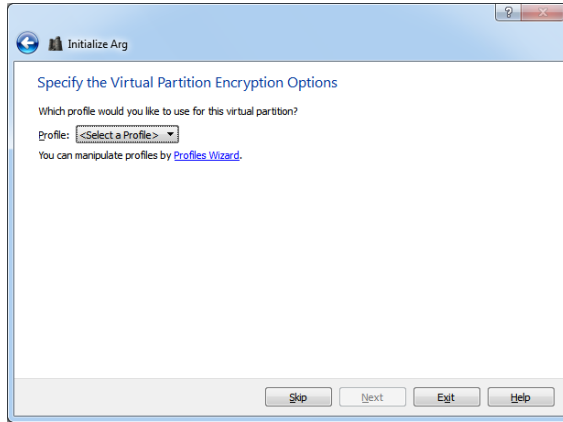 Initialize Arg
Specify the Virtual Partition Encryption Options
Which profile would you like to use for this virtual partition?
Profile: <Select a Profile>
You can manipulate profiles by Profiles Wizard.
Skip Next Exit Help